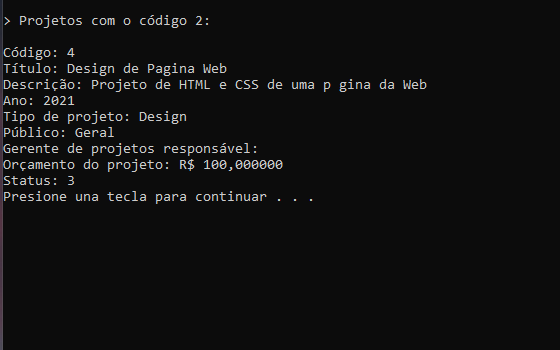 > Projetos com o código 2:
Código: 4
Título: Design de Pagina Web
Descrição: Projeto de HTML e CSS de uma p gina da Web
Ano: 2021
Tipo de projeto: Design
Público: Geral
Gerente de projetos responsável:
Orçamento do projeto: R$ 100,000000
Status: 3
Presione una tecla para continuar . . .